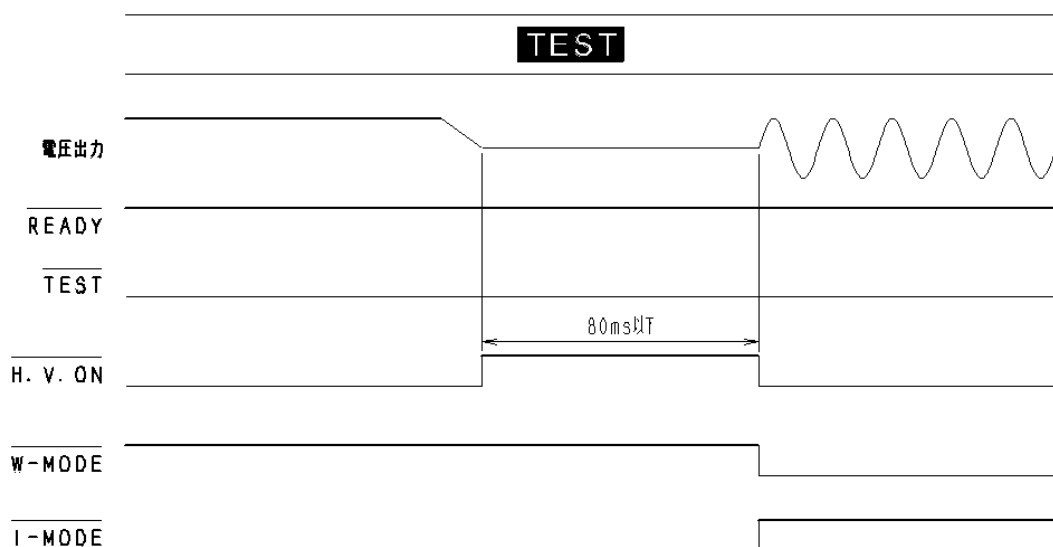 TEST
電圧出力
READY
TEST
80ms以下
H.V.ON
W-MODE
I-MODE